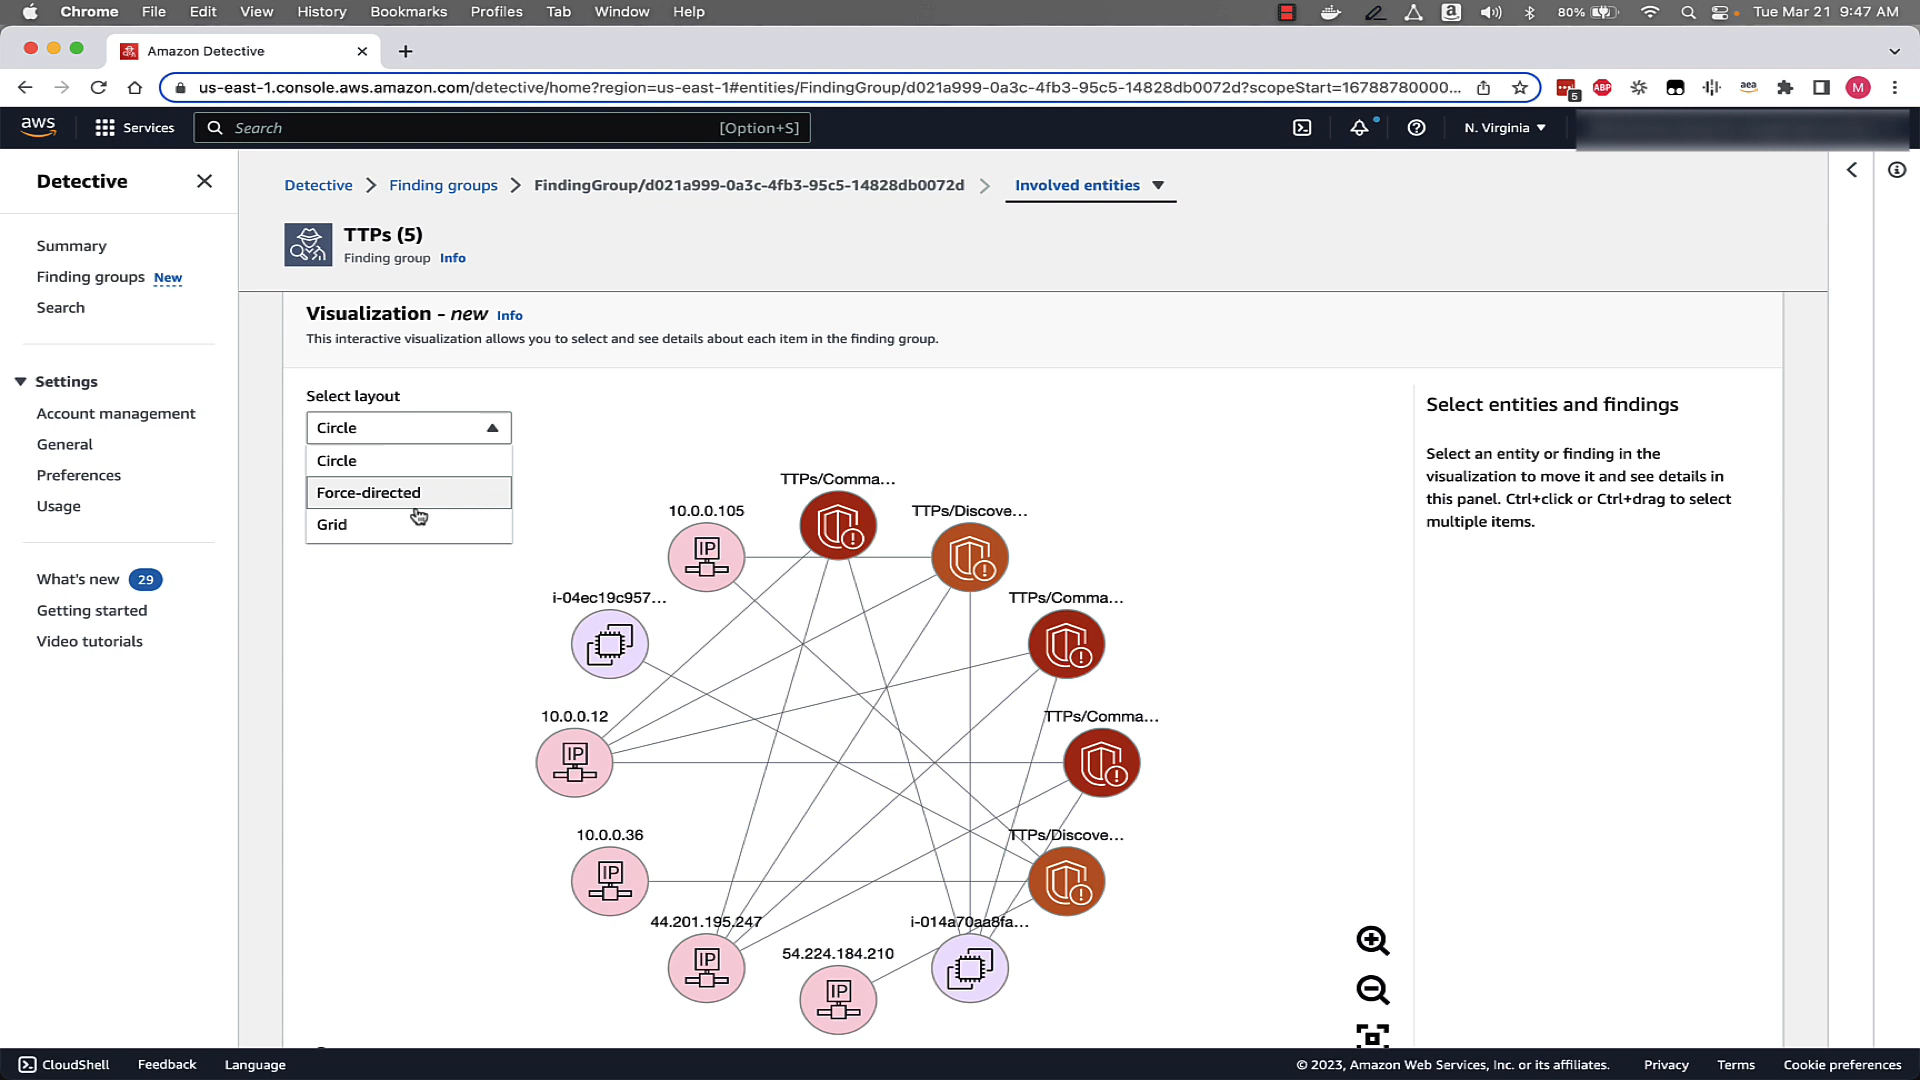 Chrome File Edit View History Bookmarks Profiles Tab Window Help 80% Tue Mar 21 9:47 AM
Amazon Detective
us-east-1.console.aws.amazon.com/detective/home?region=us-east-1#entities/FindingGroup/d021a999-0a3c-4fb3-95c5-14828db0072d?scopeStart=16788780000... 5 ABP aea M
aws Services Search [Option+S] N. Virginia
Detective
Summary
Finding groups New
Search
Settings
Account management
General
Preferences
Usage
What's new 29
Getting started
Video tutorials
Detective Finding groups FindingGroup/d021a999-0a3c-4fb3-95c5-14828db0072d Involved entities
TTPs (5)
Finding group Info
Visualization - new Info
This interactive visualization allows you to select and see details about each item in the finding group.
Select layout
Circle
Circle
Force-directed
Grid
TTPs/Comma...
10.0.0.105
TTPs/Discove...
IP
i-04ec19c957...
TTPs/Comma...
10.0.0.12
TTPs/Comma...
IP
10.0.0.36
TTPs/Discove...
IP
44.201.195.247
i-014a70aa8fa...
54.224.184.210
IP
IP
Select entities and findings
Select an entity or finding in the
visualization to move it and see details in
this panel. Ctrl+click or Ctrl+drag to select
multiple items.
CloudShell Feedback Language © 2023, Amazon Web Services, Inc. or its affiliates. Privacy Terms Cookie preferences